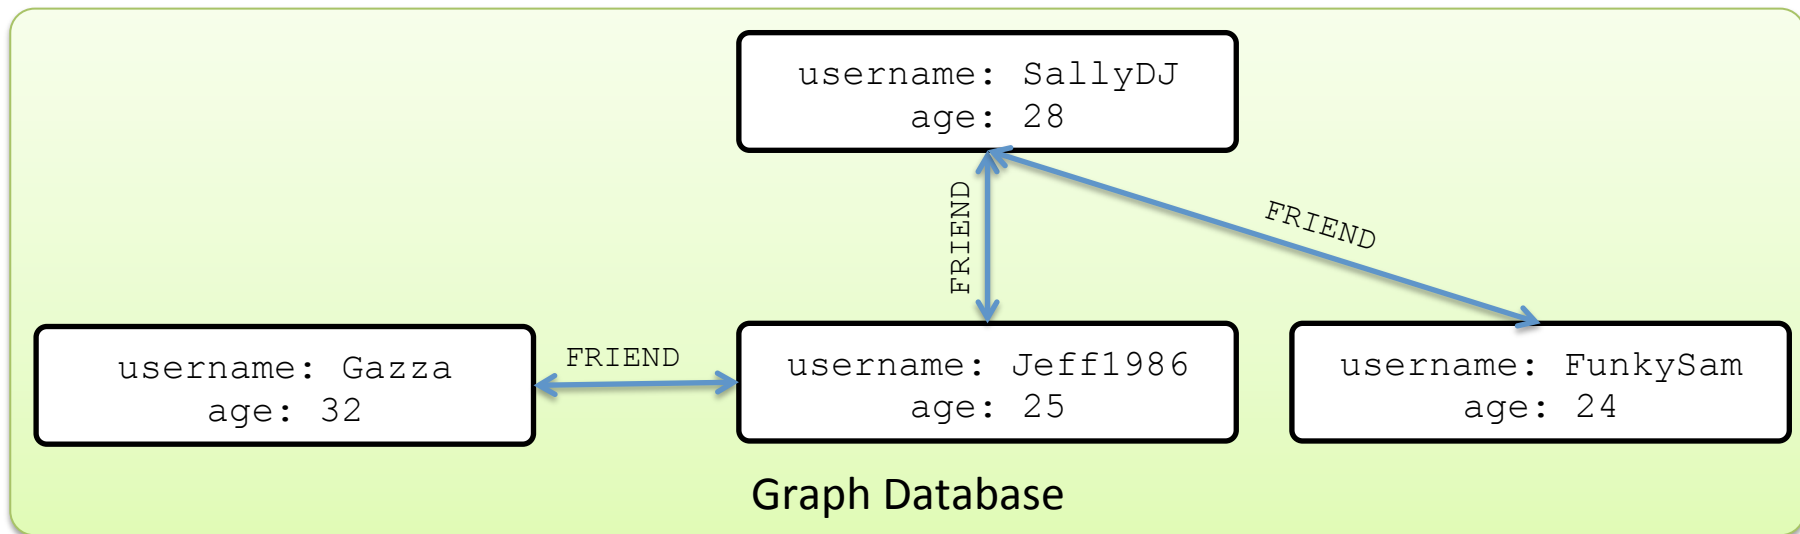 username: SallyDJ
age: 28
FRIEND
FRIEND
username: Gazza
age: 32
FRIEND
username: Jeff1986
age: 25
username: FunkySam
age: 24
Graph Database